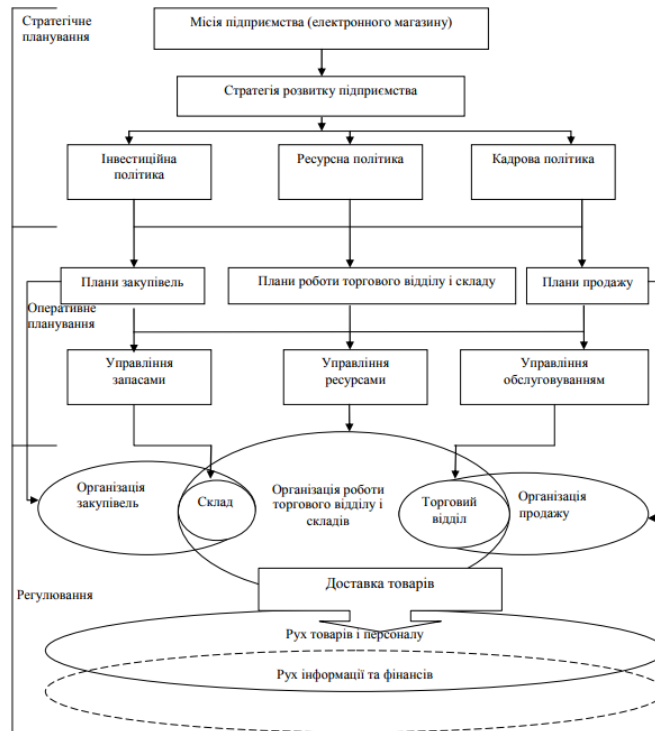 Стратегічне
планування
Місія підприємства (електронного магазину)
Стратегія розвитку підприємства
Інвестиційна
політика
Ресурсна політика
Кадрова політика
Плани закупівель
Плани роботи торгового відділу і складу
Плани продажу
Оперативне
планування
Управління
запасами
Управління
ресурсами
Управління
обслуговуванням
Організація
закупівель
Склад
Організація роботи
торгового відділу і
складів
Торговий
відділ
Організація
продажу
Доставка товарів
Регулювання
Рух товарів і персоналу
Рух інформації та фінансів